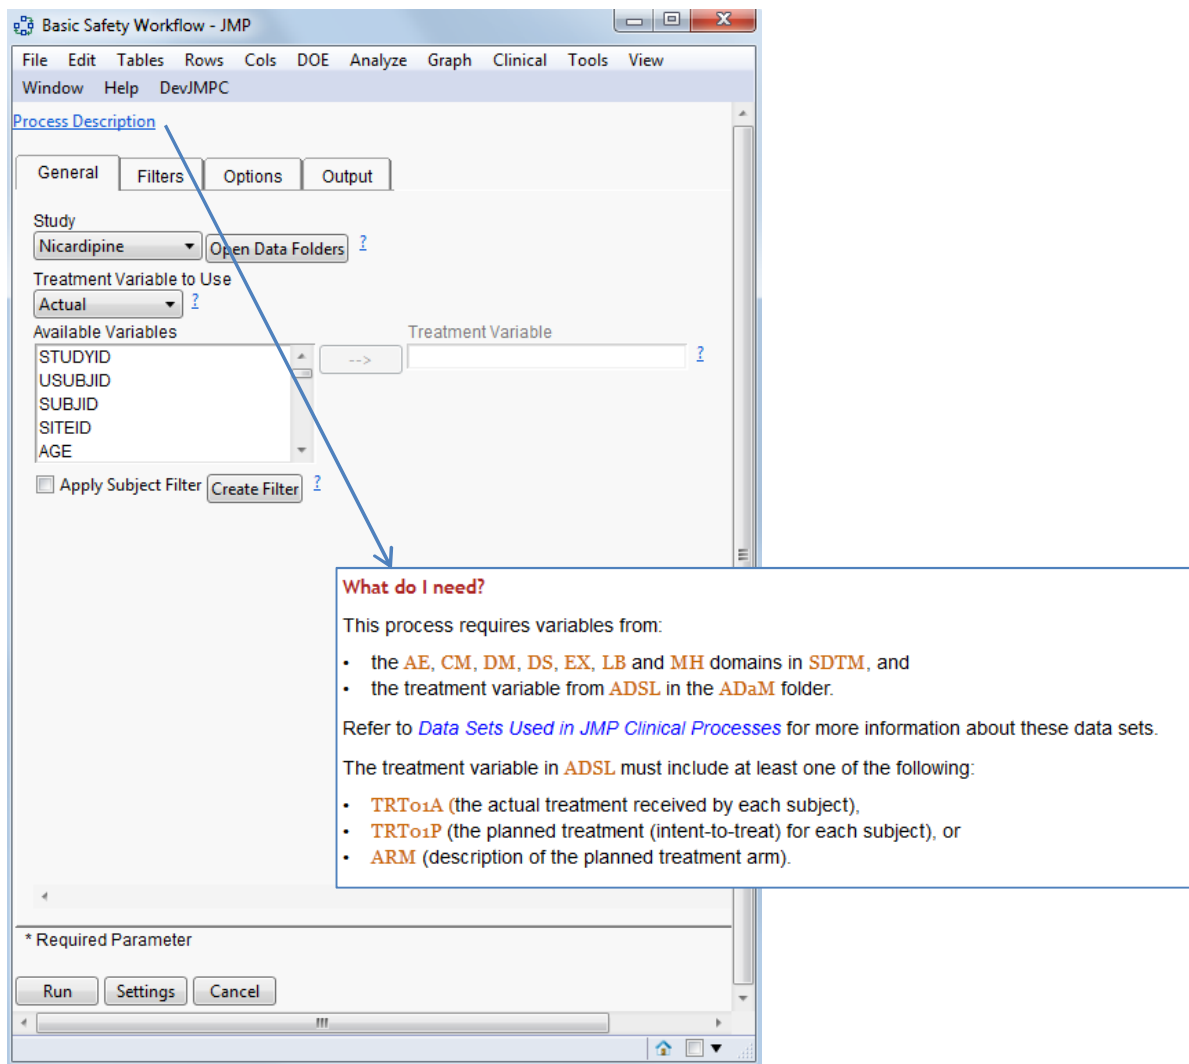 Basic Safety Workflow - JMP
File Edit Tables Rows Cols DOE Analyze Graph Clinical Tools View
Window Help DevJMPC
Process Description
General Filters Options Output
Study
Nicardipine Open Data Folders ?
Treatment Variable to Use
Actual ?
Available Variables Treatment Variable
STUDYID --> ?
USUBJID
SUBJID
SITEID
AGE
Apply Subject Filter Create Filter ?
What do I need?
This process requires variables from:
• the AE, CM, DM, DS, EX, LB and MH domains in SDTM, and
• the treatment variable from ADSL in the ADaM folder.
Refer to Data Sets Used in JMP Clinical Processes for more information about these data sets.
The treatment variable in ADSL must include at least one of the following:
• TRT01A (the actual treatment received by each subject),
• TRT01P (the planned treatment (intent-to-treat) for each subject), or
• ARM (description of the planned treatment arm).
* Required Parameter
Run Settings Cancel